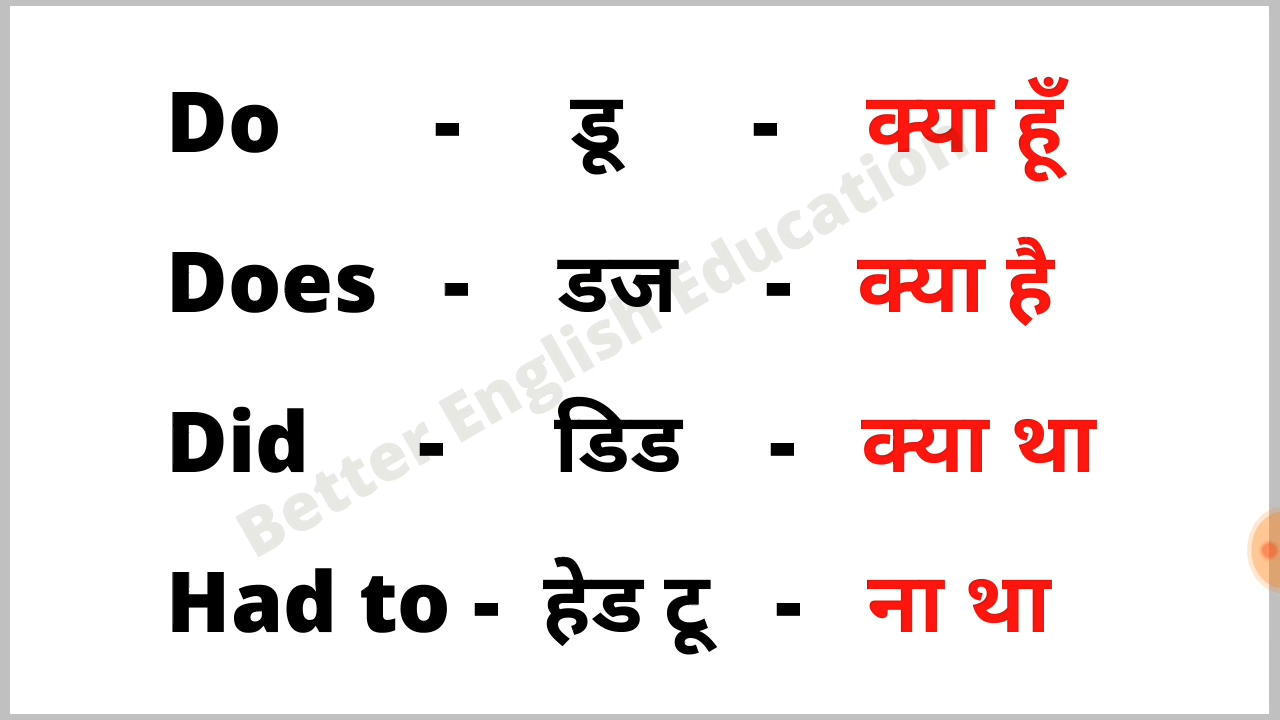 Do - डू - क्या हूँ
Does - डज - क्या है
Did - डिड - क्या था
Had to - हेड टू - ना था
Better English Education